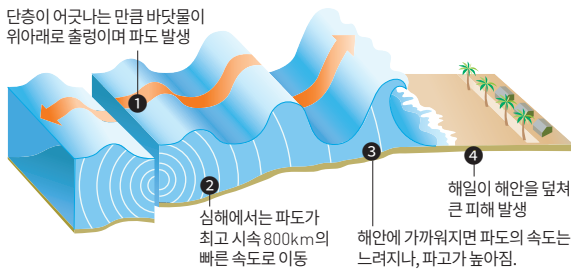 단층이 어긋나는 만큼 바닷물이
위아래로 출렁이며 파도 발생
1
2
심해에서는 파도가
최고 시속 800km의
빠른 속도로 이동
3
해안에 가까워지면 파도의 속도는
느려지나, 파고가 높아짐.
4
해일이 해안을 덮쳐
큰 피해 발생